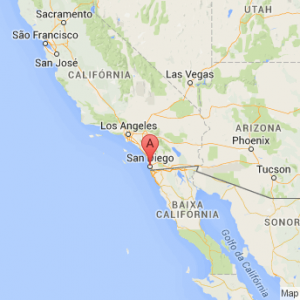 Sacramento
UTAH
São Francisco
San José
CALIFÓRNIA
Las Vegas
Los Angeles
ARIZONA
Phoenix
A
San Diego
Tucson
BAIXA
CALIFORNIA
SONOR
Golfo da Califórnia
Map